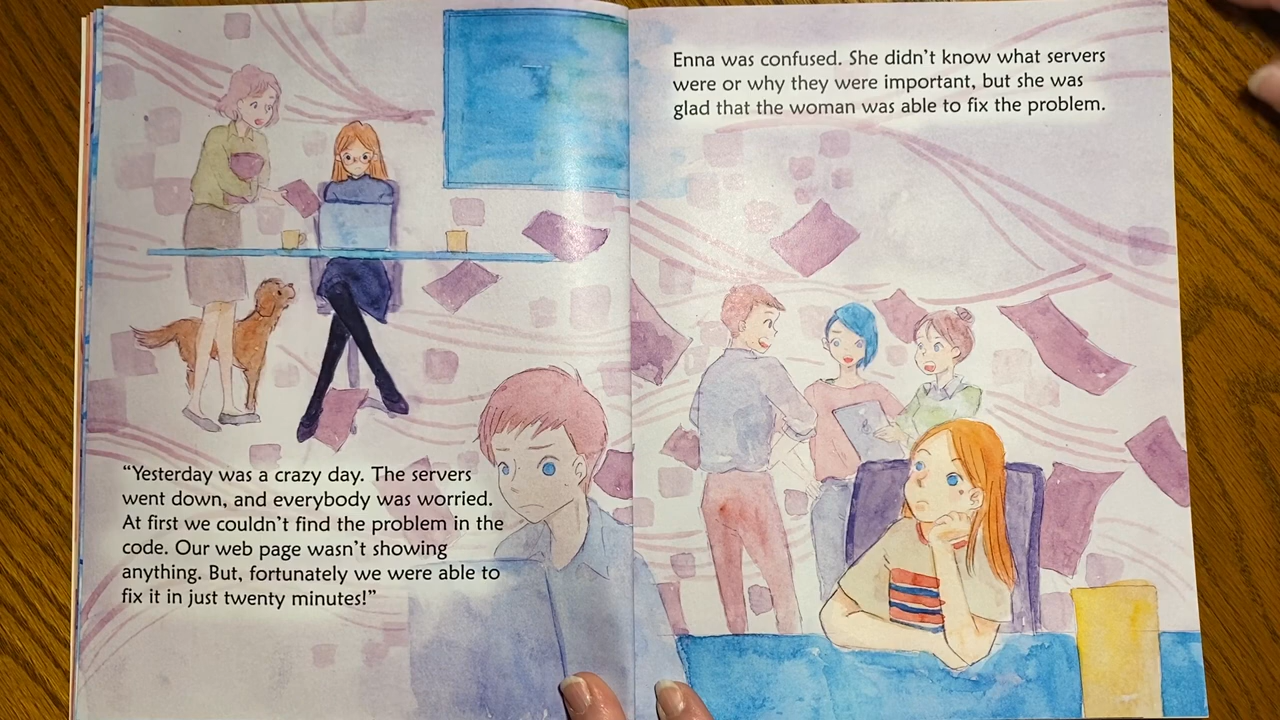 “Yesterday was a crazy day. The servers
went down, and everybody was worried.
At first we couldn’t find the problem in the
code. Our web page wasn’t showing
anything. But, fortunately we were able to
fix it in just twenty minutes!”
Enna was confused. She didn’t know what servers
were or why they were important, but she was
glad that the woman was able to fix the problem.